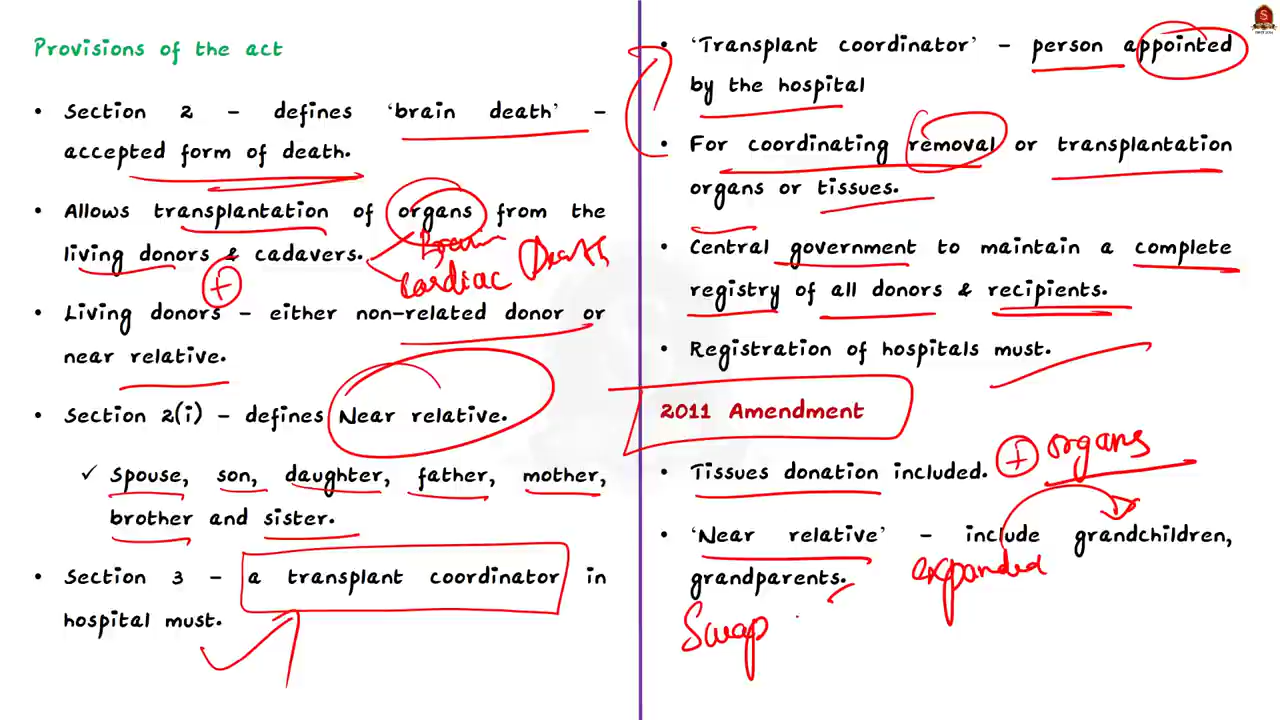 Provisions of the act
• Section 2 – defines ‘brain death’ –
accepted form of death.
• Allows transplantation of organs from the
living donors & cadavers.
Brain
Cardiac Death
+
• Living donors – either non-related donor or
near relative.
• Section 2(i) – defines Near relative.
✓ Spouse, son, daughter, father, mother,
brother and sister.
• Section 3 – a transplant coordinator in
hospital must.
• ‘Transplant coordinator’ – person appointed
by the hospital
• For coordinating removal or transplantation
organs or tissues.
• Central government to maintain a complete
registry of all donors & recipients.
• Registration of hospitals must.
2011 Amendment
• Tissues donation included. + organs
• ‘Near relative’ – include grandchildren,
grandparents. expanded
Swap